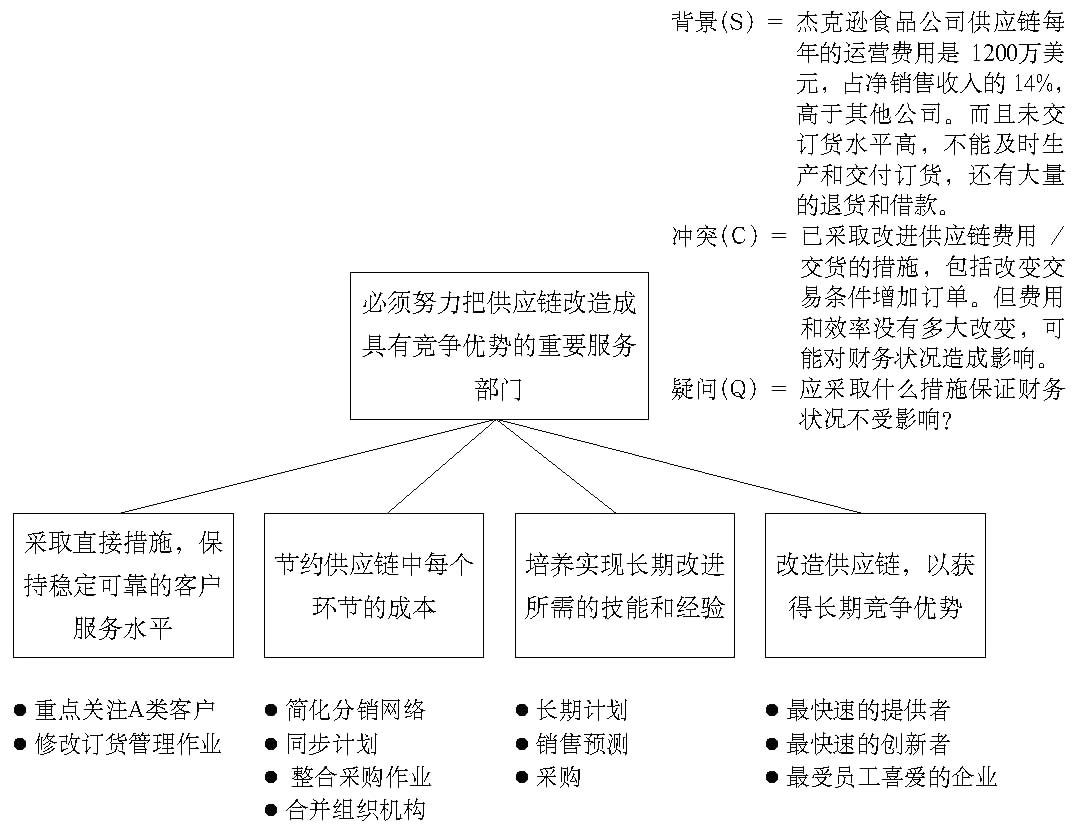 背景(S) = 杰克逊食品公司供应链每
年的运营费用是 1200万美
元，占净销售收入的 14%，
高于其他公司。而且未交
订货水平高，不能及时生
产和交付订货，还有大量
的退货和借款。
冲突(C) = 已采取改进供应链费用 /
交货的措施，包括改变交
易条件增加订单。但费用
和效率没有多大改变，可
能对财务状况造成影响。
疑问(Q) = 应采取什么措施保证财务
状况不受影响？
必须努力把供应链改造成
具有竞争优势的重要服务
部门
采取直接措施，保
持稳定可靠的客户
服务水平
节约供应链中每个
环节的成本
培养实现长期改进
所需的技能和经验
改造供应链，以获
得长期竞争优势
● 重点关注A类客户
● 修改订货管理作业
● 简化分销网络
● 同步计划
● 整合采购作业
● 合并组织机构
● 长期计划
● 销售预测
● 采购
● 最快速的提供者
● 最快速的创新者
● 最受员工喜爱的企业